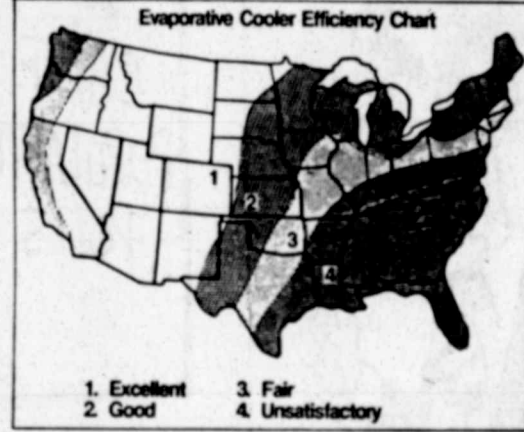 Evaporative Cooler Efficiency Chart
1
2
3
4
1. Excellent 3. Fair
2. Good 4. Unsatisfactory